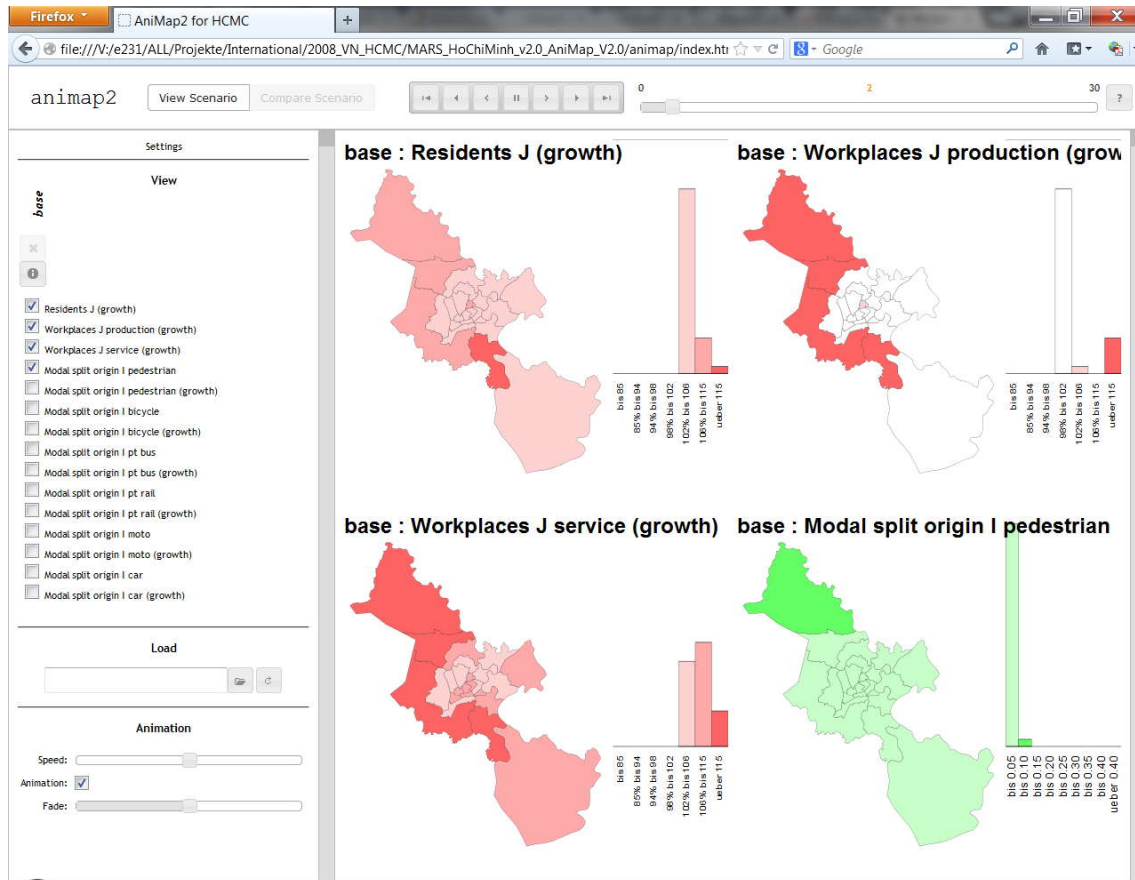 Firefox
AniMap2 for HCMC
file:///V:/e231/ALL/Projekte/International/2008_VN_HCMC/MARS_HoChiMinh_v2.0_AniMap_V2.0/animap/index.htm
Google
animap2
View Scenario
Compare Scenario
0
2
30
?
Settings
View
base
Residents J (growth)
Workplaces J production (growth)
Workplaces J service (growth)
Modal split origin I pedestrian
Modal split origin I pedestrian (growth)
Modal split origin I bicycle
Modal split origin I bicycle (growth)
Modal split origin I pt bus
Modal split origin I pt bus (growth)
Modal split origin I pt rail
Modal split origin I pt rail (growth)
Modal split origin I moto
Modal split origin I moto (growth)
Modal split origin I car
Modal split origin I car (growth)
Load
Animation
Speed:
Animation:
Fade:
base : Residents J (growth)
bis 85
85% bis 94
94% bis 98
98% bis 102
102% bis 106
106% bis 115
ueber 115
base : Workplaces J production (grow
bis 85
85% bis 94
94% bis 98
98% bis 102
102% bis 106
106% bis 115
ueber 115
base : Workplaces J service (growth)
bis 85
85% bis 94
94% bis 98
98% bis 102
102% bis 106
106% bis 115
ueber 115
base : Modal split origin I pedestrian
bis 0.05
bis 0.10
bis 0.15
bis 0.20
bis 0.25
bis 0.30
bis 0.35
bis 0.40
ueber 0.40